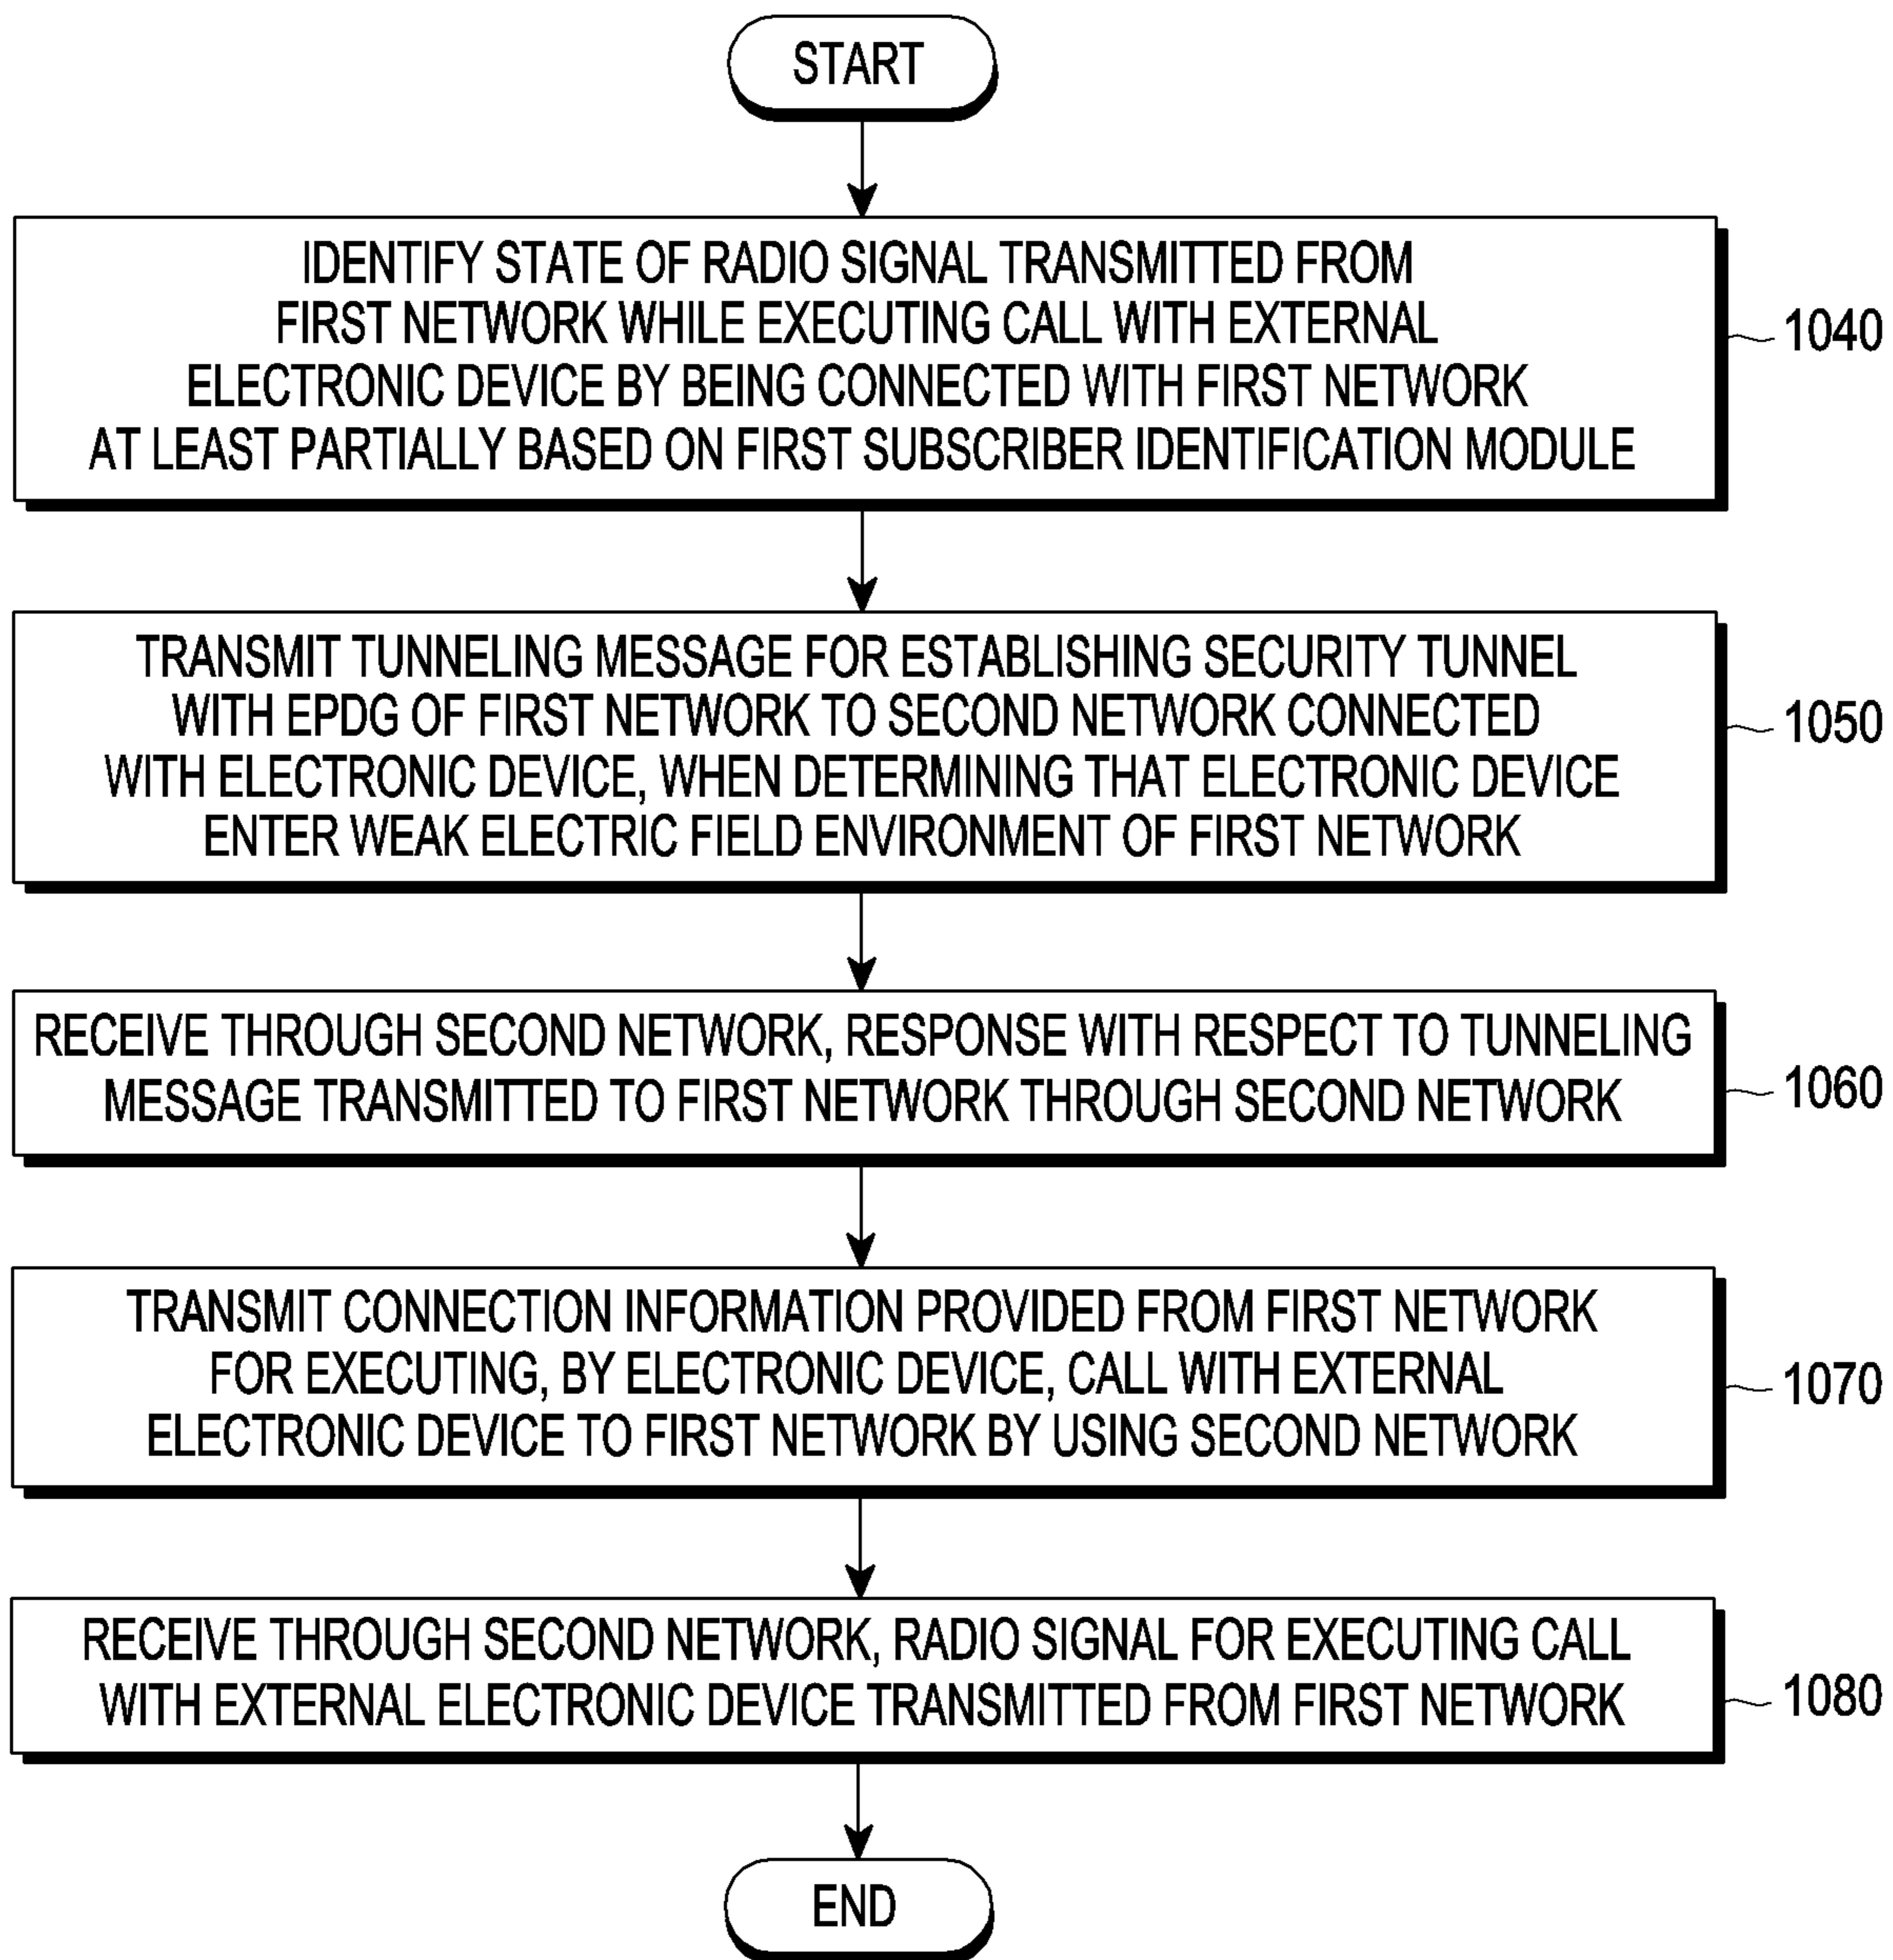 START
IDENTIFY STATE OF RADIO SIGNAL TRANSMITTED FROM
FIRST NETWORK WHILE EXECUTING CALL WITH EXTERNAL
ELECTRONIC DEVICE BY BEING CONNECTED WITH FIRST NETWORK
AT LEAST PARTIALLY BASED ON FIRST SUBSCRIBER IDENTIFICATION MODULE
1040
TRANSMIT TUNNELING MESSAGE FOR ESTABLISHING SECURITY TUNNEL
WITH EPDG OF FIRST NETWORK TO SECOND NETWORK CONNECTED
WITH ELECTRONIC DEVICE, WHEN DETERMINING THAT ELECTRONIC DEVICE
ENTER WEAK ELECTRIC FIELD ENVIRONMENT OF FIRST NETWORK
1050
RECEIVE THROUGH SECOND NETWORK, RESPONSE WITH RESPECT TO TUNNELING
MESSAGE TRANSMITTED TO FIRST NETWORK THROUGH SECOND NETWORK
1060
TRANSMIT CONNECTION INFORMATION PROVIDED FROM FIRST NETWORK
FOR EXECUTING, BY ELECTRONIC DEVICE, CALL WITH EXTERNAL
ELECTRONIC DEVICE TO FIRST NETWORK BY USING SECOND NETWORK
1070
RECEIVE THROUGH SECOND NETWORK, RADIO SIGNAL FOR EXECUTING CALL
WITH EXTERNAL ELECTRONIC DEVICE TRANSMITTED FROM FIRST NETWORK
1080
END